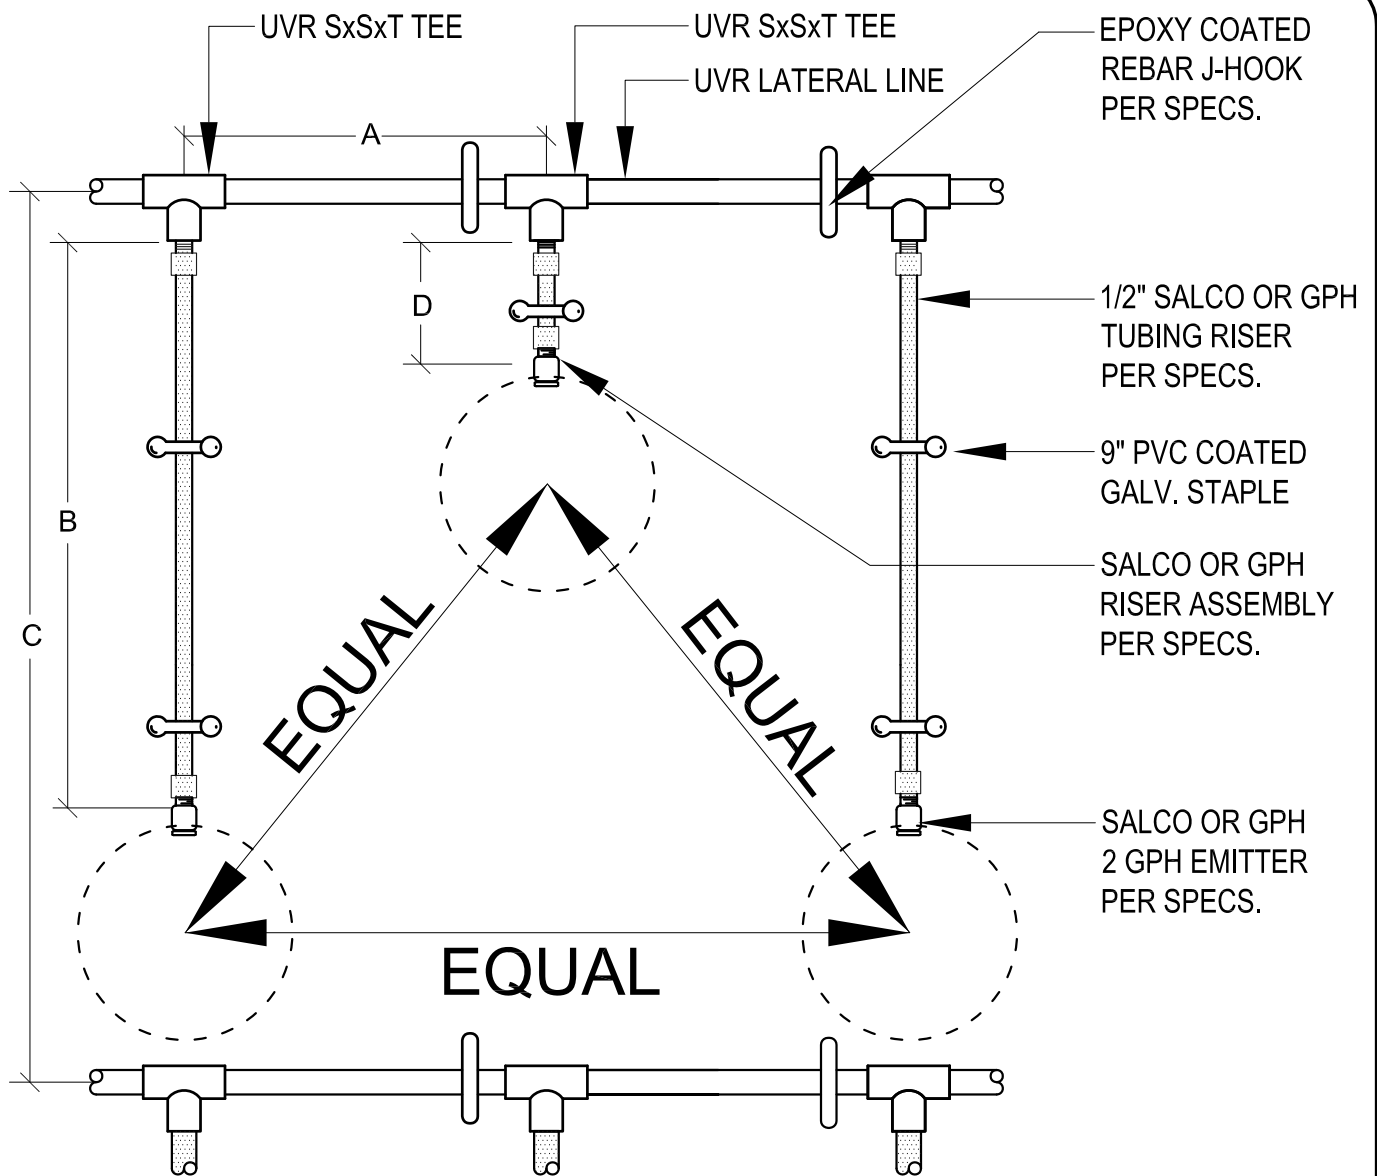 UVR SxSxT TEE
UVR SxSxT TEE
UVR LATERAL LINE
EPOXY COATED
REBAR J-HOOK
PER SPECS.
A
D
B
C
1/2" SALCO OR GPH
TUBING RISER
PER SPECS.
9" PVC COATED
GALV. STAPLE
SALCO OR GPH
RISER ASSEMBLY
PER SPECS.
EQUAL
EQUAL
EQUAL
SALCO OR GPH
2 GPH EMITTER
PER SPECS.